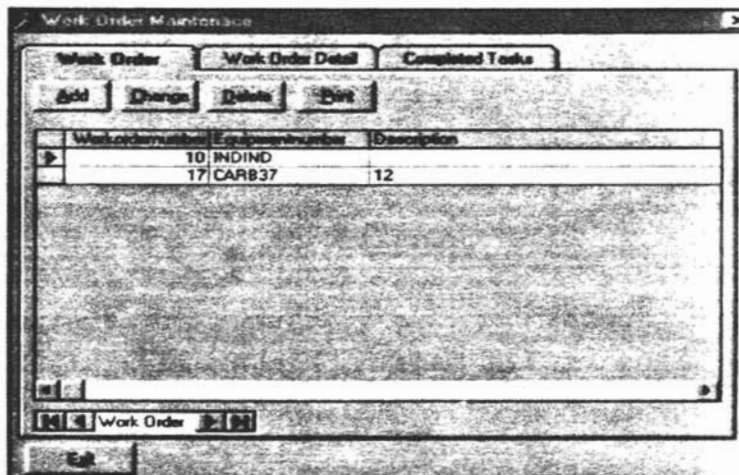 Work Order Maintenace
Work Order Work Order Detail Completed Tasks
Add Change Delete Print
Workordernumber Equipmentnumber Description
10 INDIND
17 CARB37 12
Work Order
Exit